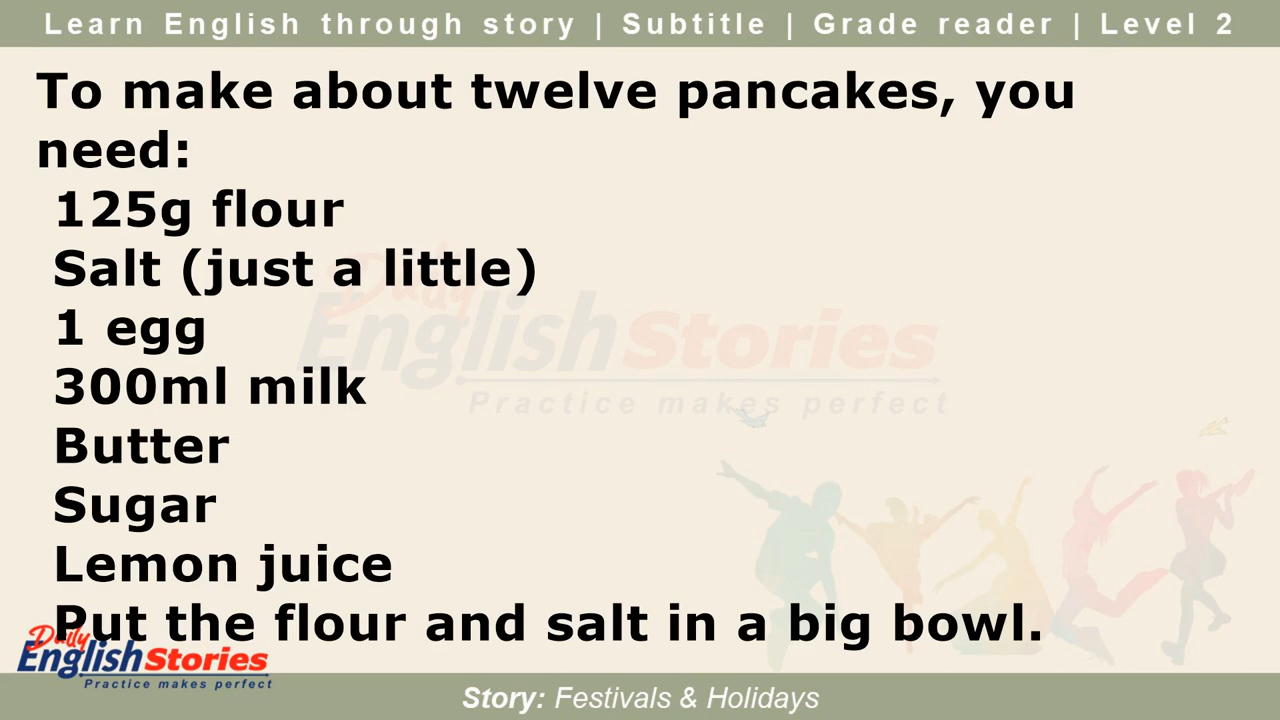 Learn English through story | Subtitle | Grade reader | Level 2
To make about twelve pancakes, you
need:
125g flour
Salt (just a little)
1 egg
300ml milk
Butter
Sugar
Lemon juice
Put the flour and salt in a big bowl.
Daily
English Stories
Practice makes perfect
Daily
English Stories
Practice makes perfect
Story: Festivals & Holidays